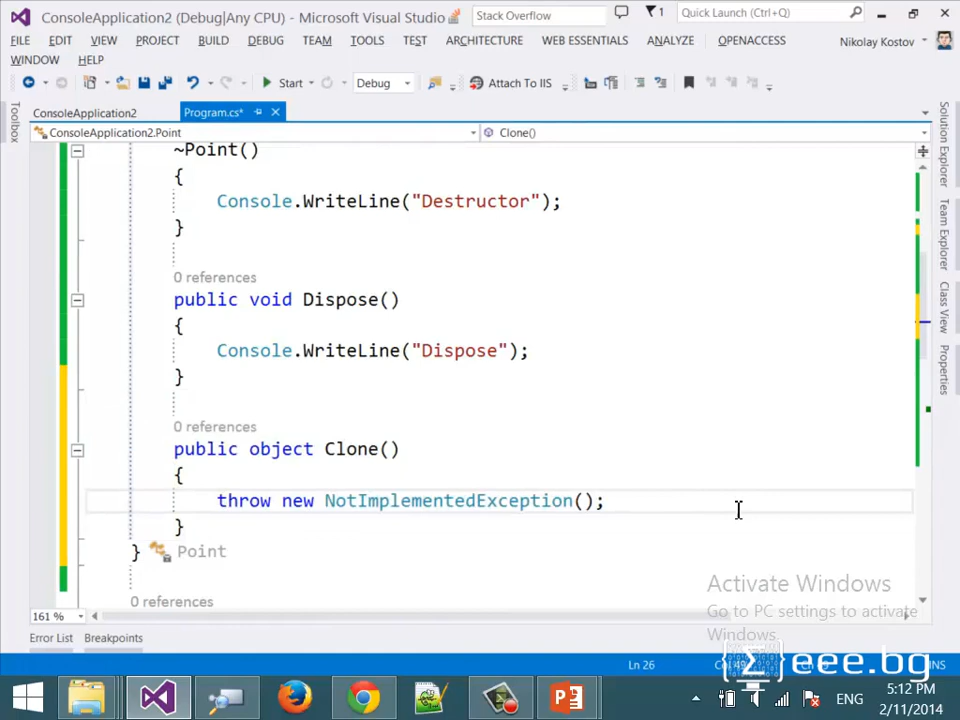 ConsoleApplication2 (Debug|Any CPU) - Microsoft Visual Studio
Stack Overflow
1
Quick Launch (Ctrl+Q)
FILE EDIT VIEW PROJECT BUILD DEBUG TEAM TOOLS TEST ARCHITECTURE WEB ESSENTIALS ANALYZE OPENACCESS
Nikolay Kostov
WINDOW HELP
Start Debug Attach To IIS
Toolbox
ConsoleApplication2 Program.cs*
ConsoleApplication2.Point Clone()
~Point()
{
Console.WriteLine("Destructor");
}
0 references
public void Dispose()
{
Console.WriteLine("Dispose");
}
0 references
public object Clone()
{
throw new NotImplementedException();
}
} Point
0 references
Solution Explorer
Team Explorer
Class View
Properties
Activate Windows
Go to PC settings to activate
Windows.
161 %
Error List Breakpoints
Ln 26
INS
eee.bg
ENG
5:12 PM
2/11/2014